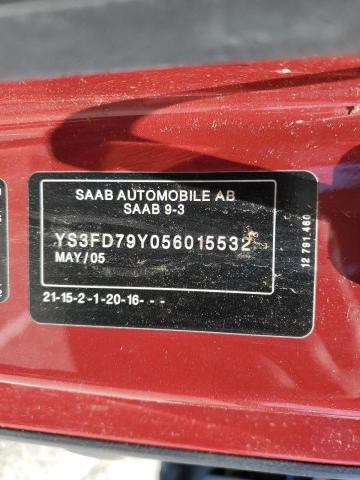 SAAB AUTOMOBILE AB
SAAB 9-3
YS3FD79Y056015532
MAY/05
21-15-2-1-20-16- - -
12 791 460